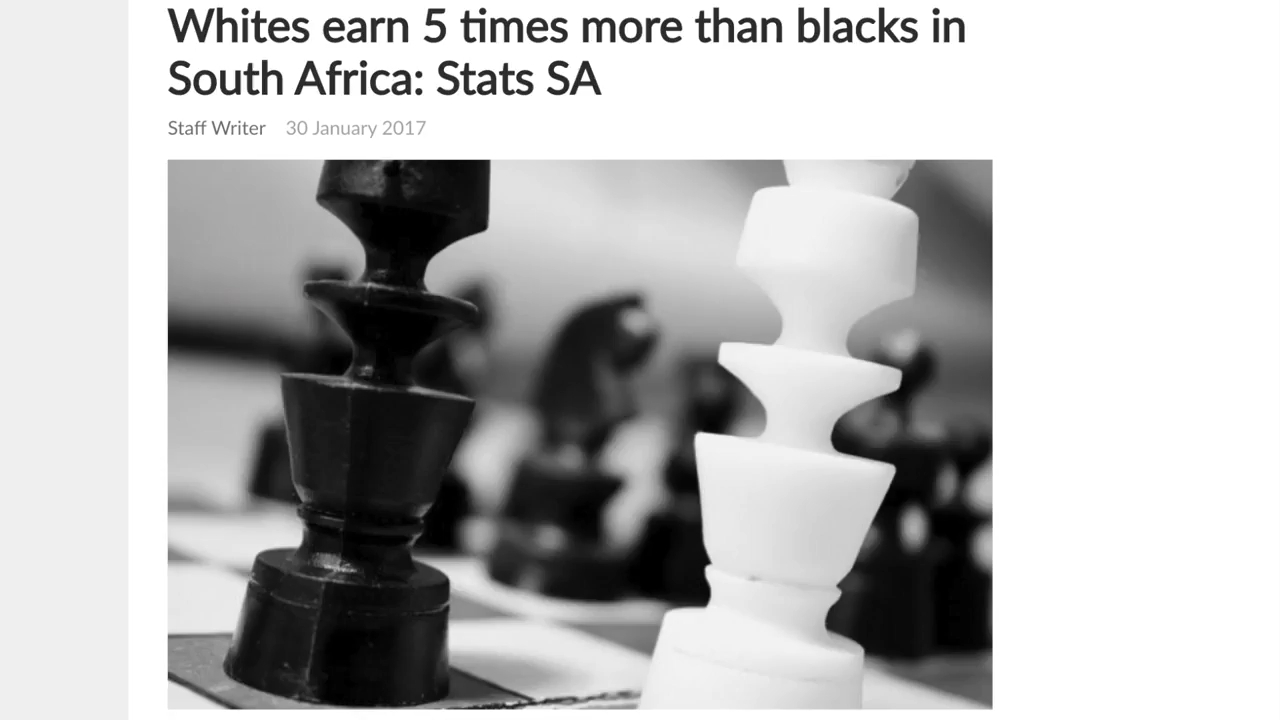 Whites earn 5 times more than blacks in
South Africa: Stats SA
Staff Writer 30 January 2017